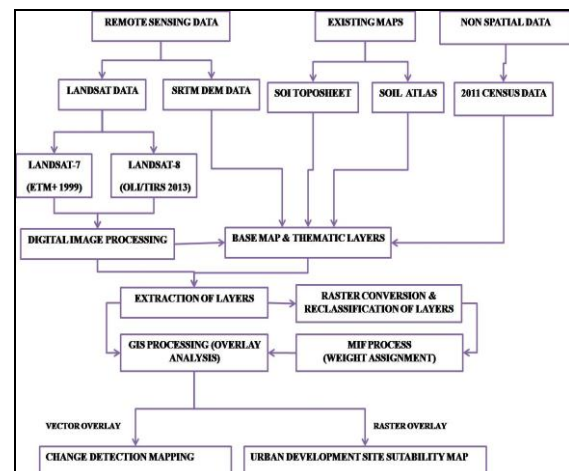 REMOTE SENSING DATA
EXISTING MAPS
NON SPATIAL DATA
LANDSAT DATA
SRTM DEM DATA
SOI TOPOSHEET
SOIL ATLAS
2011 CENSUS DATA
LANDSAT-7
(ETM+ 1999)
LANDSAT-8
(OLI/TIRS 2013)
DIGITAL IMAGE PROCESSING
BASE MAP & THEMATIC LAYERS
EXTRACTION OF LAYERS
RASTER CONVERSION &
RECLASSIFICATION OF LAYERS
GIS PROCESSING (OVERLAY
ANALYSIS)
MIF PROCESS
(WEIGHT ASSIGNMENT)
VECTOR OVERLAY
RASTER OVERLAY
CHANGE DETECTION MAPPING
URBAN DEVELOPMENT SITE SUTABILITY MAP